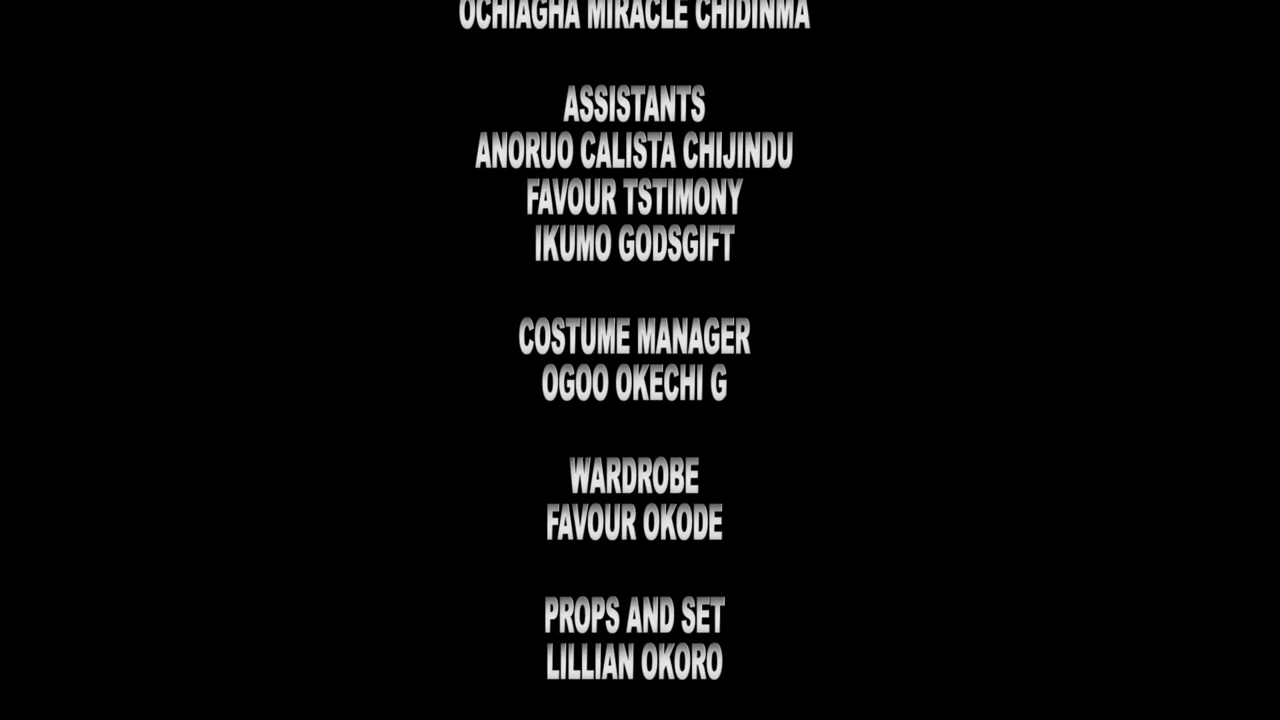 OCHIAGHA MIRACLE CHIDINMA
ASSISTANTS
ANORUO CALISTA CHIJINDU
FAVOUR TSTIMONY
IKUMO GODSGIFT
COSTUME MANAGER
OGOO OKECHI G
WARDROBE
FAVOUR OKODE
PROPS AND SET
LILLIAN OKORO